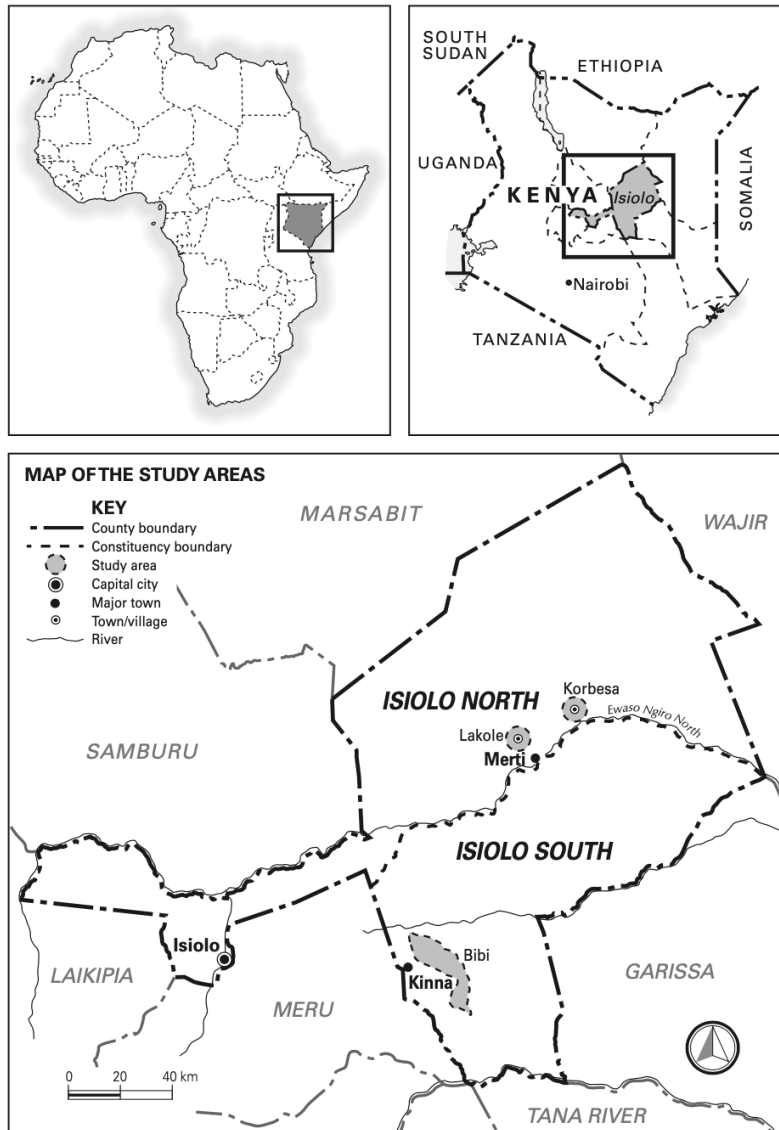 SOUTH
SUDAN
ETHIOPIA
UGANDA
KENYA
Isiolo
SOMALIA
Nairobi
TANZANIA
MAP OF THE STUDY AREAS
KEY
County boundary
Constituency boundary
Study area
Capital city
Major town
Town/village
River
MARSABIT
WAJIR
ISIOLO NORTH
Korbesa
Ewaso Ngiro North
Lakole
Merti
SAMBURU
ISIOLO SOUTH
Isiolo
Bibi
Kinna
LAIKIPIA
GARISSA
MERU
0 20 40 km
TANA RIVER